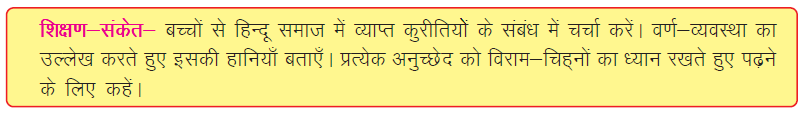 शिक्षण–संकेत– बच्चों से हिन्दू समाज में व्याप्त कुरीतियों के संबंध में चर्चा करें। वर्ण–व्यवस्था का
उल्लेख करते हुए इसकी हानियाँ बताएँ। प्रत्येक अनुच्छेद को विराम–चिह्नों का ध्यान रखते हुए पढ़ने
के लिए कहें।